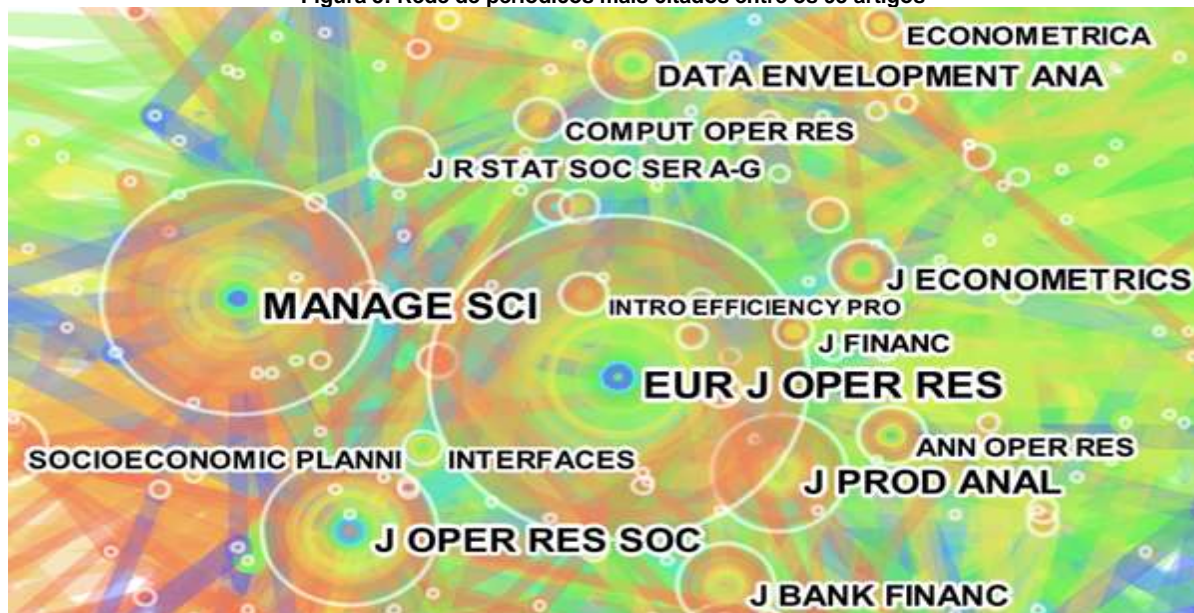 ECONOMETRICA
DATA ENVELOPMENT ANA
COMPUT OPER RES
J R STAT SOC SER A-G
J ECONOMETRICS
MANAGE SCI
INTRO EFFICIENCY PRO
J FINANC
EUR J OPER RES
ANN OPER RES
SOCIOECONOMIC PLANNI
INTERFACES
J PROD ANAL
J OPER RES SOC
J BANK FINANC